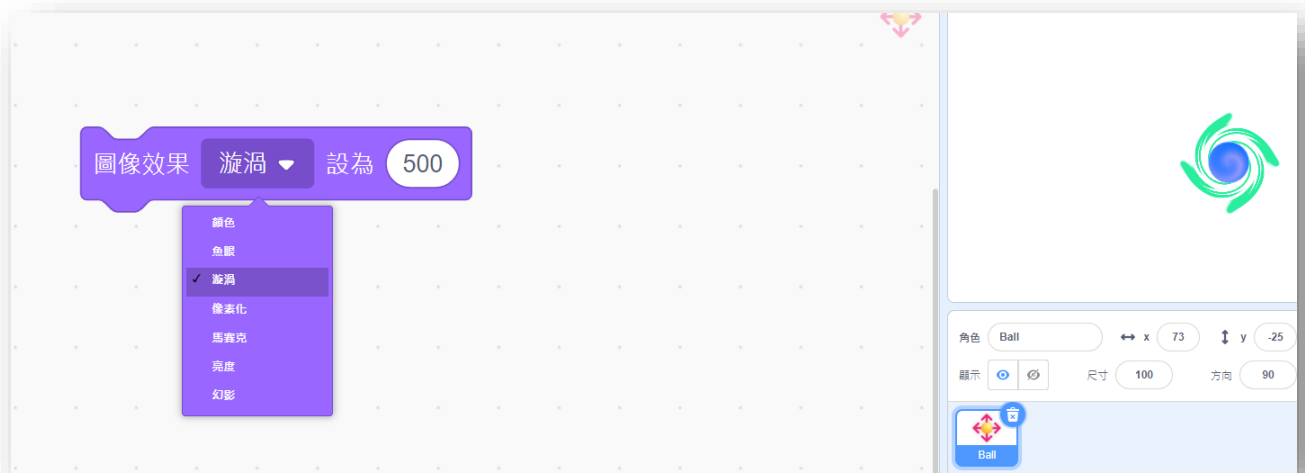 圖像效果 漩渦 設為 500
顏色
魚眼
✓ 漩渦
像素化
馬賽克
亮度
幻影
角色 Ball x 73 y -25
顯示 尺寸 100 方向 90
Ball